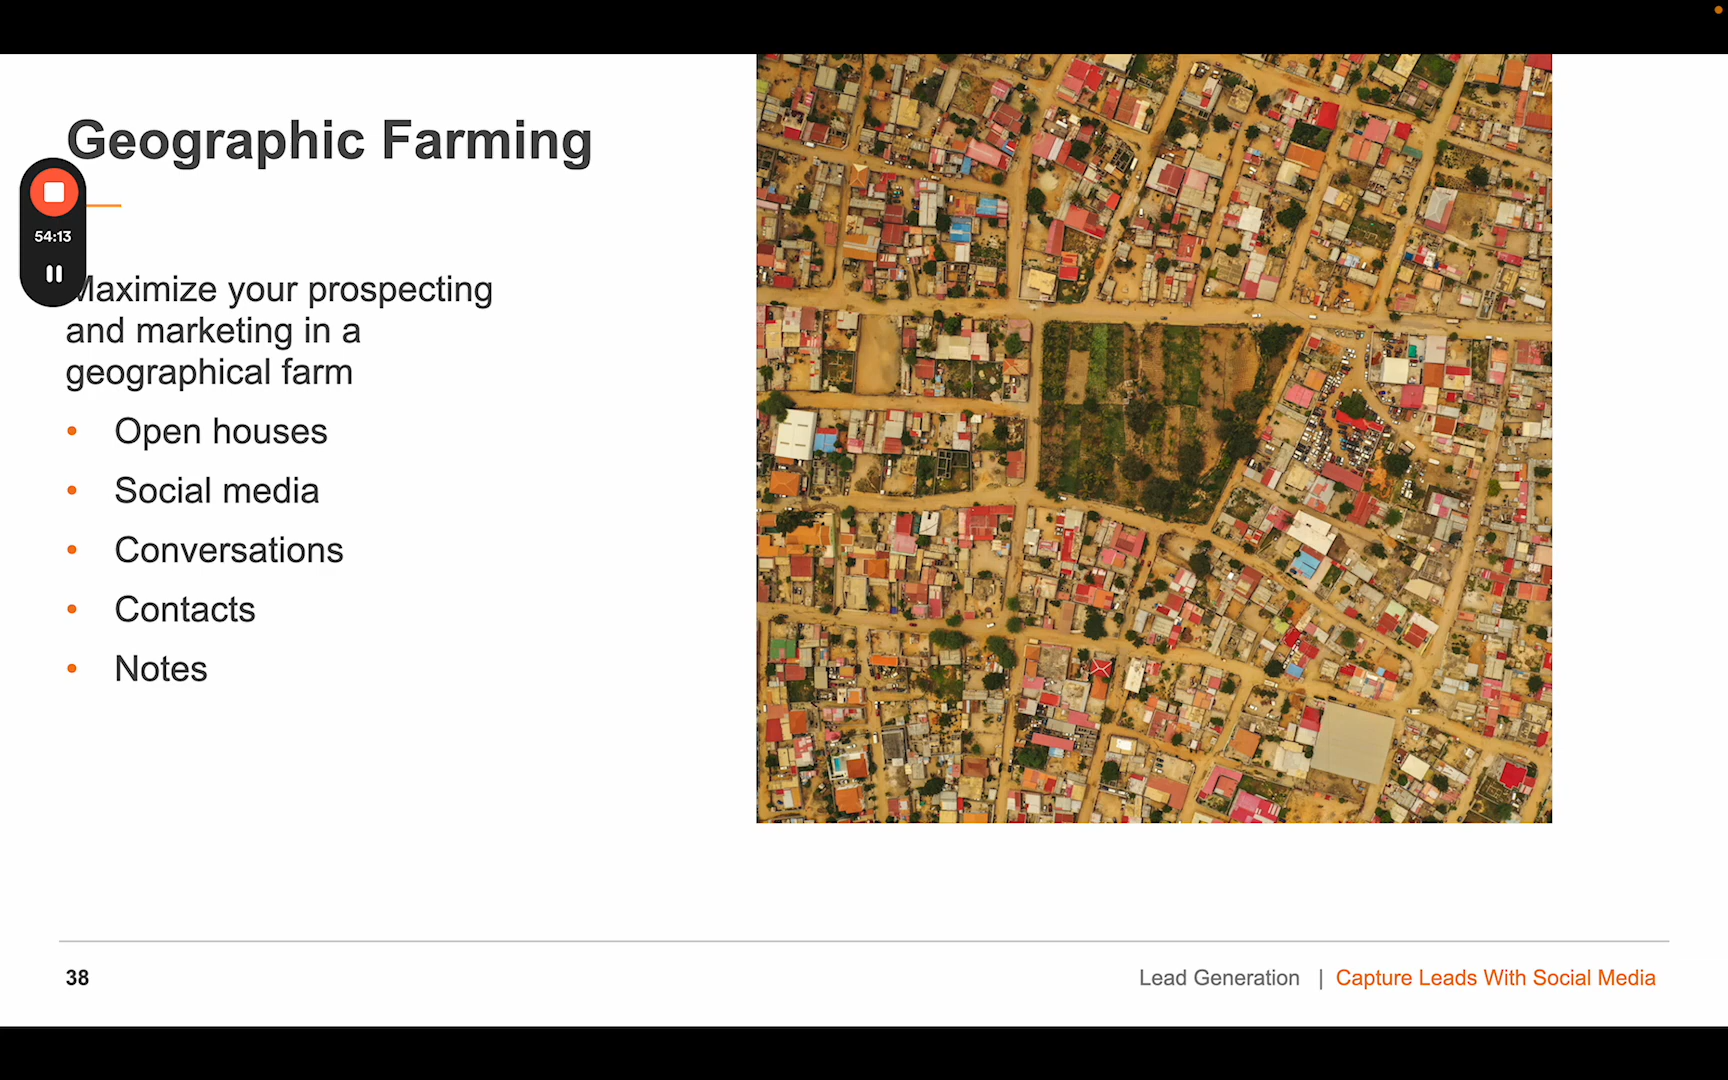 Geographic Farming
54:13
Maximize your prospecting
and marketing in a
geographical farm
• Open houses
• Social media
• Conversations
• Contacts
• Notes
38
Lead Generation | Capture Leads With Social Media